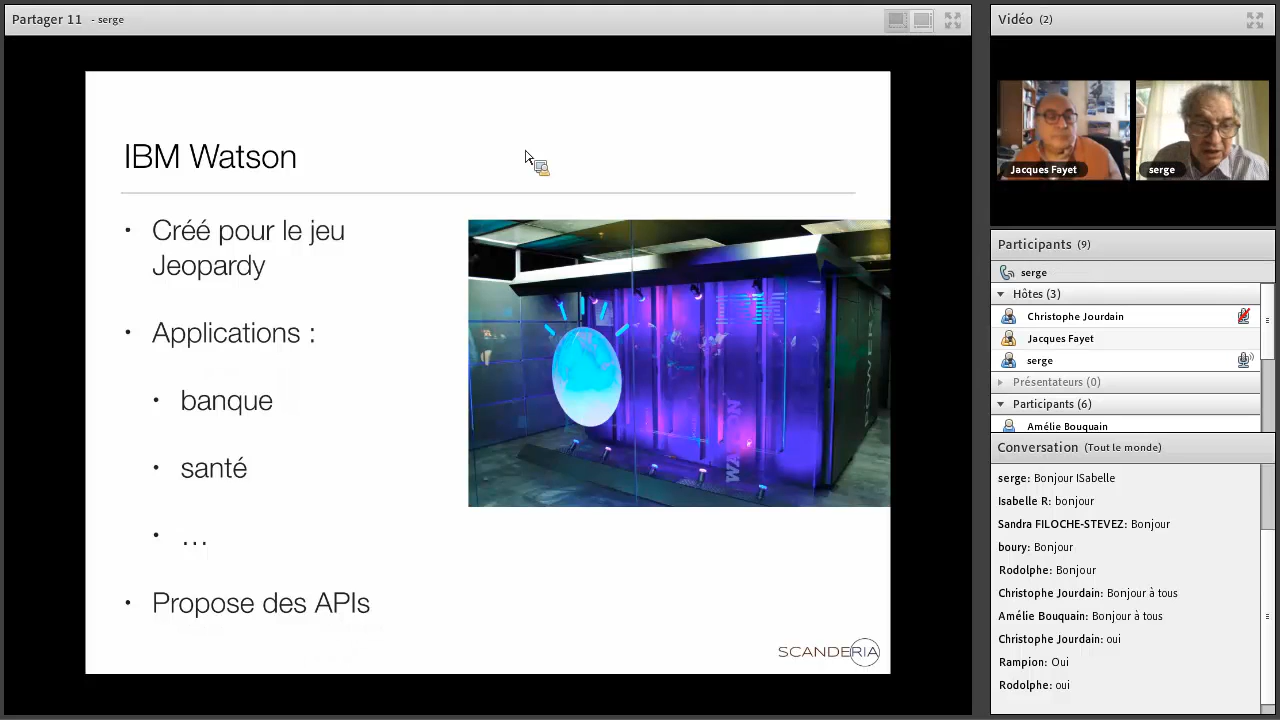 Partager 11 - serge
IBM Watson
• Créé pour le jeu
Jeopardy
• Applications :
• banque
• santé
• ...
• Propose des APIs
WATSON
SCANDERIA
Vidéo (2)
Jacques Fayet
serge
Participants (9)
serge
Hôtes (3)
Christophe Jourdain
Jacques Fayet
serge
Présentateurs (0)
Participants (6)
Amélie Bouquain
Conversation (Tout le monde)
serge: Bonjour ISabelle
Isabelle R: bonjour
Sandra FILOCHE-STEVEZ: Bonjour
boury: Bonjour
Rodolphe: Bonjour
Christophe Jourdain: Bonjour à tous
Amélie Bouquain: Bonjour à tous
Christophe Jourdain: oui
Rampion: Oui
Rodolphe: oui